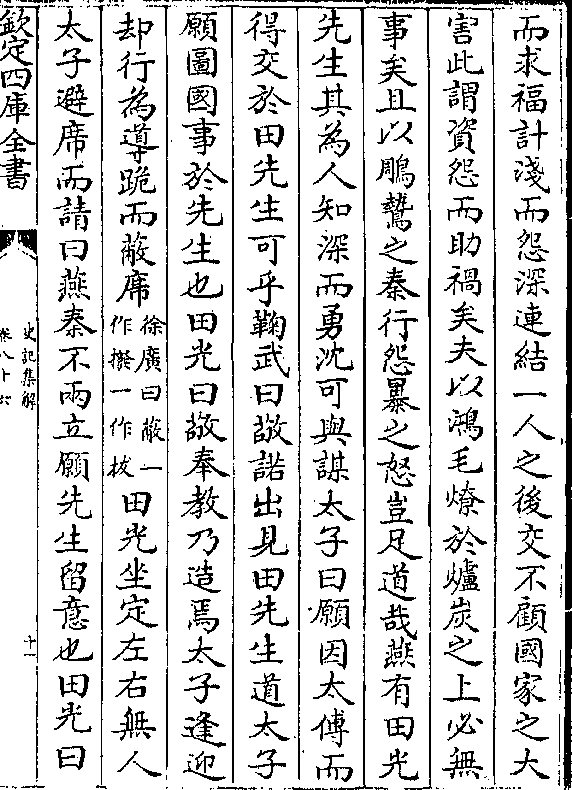 而求福計淺而怨深連結一人之後交不顧國家之大
害此謂資怨而助禍矣夫以鴻毛燎於爐炭之上必無
事矣且以鵰鷙之秦行怨暴之怒豈足道哉燕有田光
先生其為人知深而勇沈可與謀太子曰願因太傅而
得交於田先生可乎鞠武曰敬諾出見田先生道太子
願圖國事於先生也田光曰敬奉教乃造焉太子逢迎
却行為導跪而蔽席徐廣曰蔽一作撥一作拔田光坐定左右無人
太子避席而請曰燕秦不兩立願先生留意也田光曰
欽定四庫全書
史記集解
卷八十六
十一